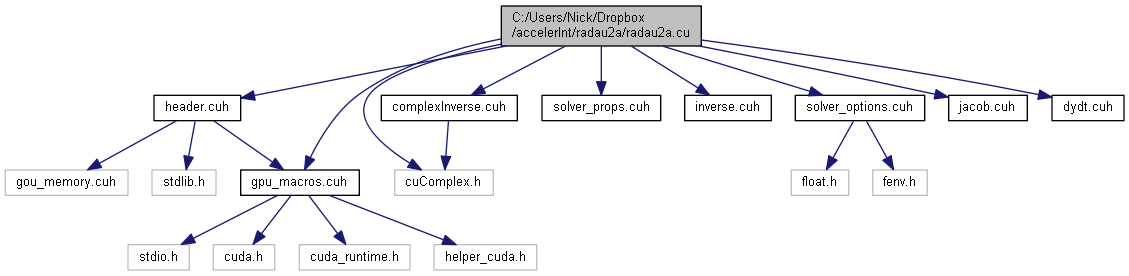 C:/Users/Nick/Dropbox
/accelerInt/radau2a/radau2a.cu
header.cuh
complexInverse.cuh
solver_props.cuh
inverse.cuh
solver_options.cuh
jacob.cuh
dydt.cuh
gou_memory.cuh
stdlib.h
gpu_macros.cuh
cuComplex.h
float.h
fenv.h
stdio.h
cuda.h
cuda_runtime.h
helper_cuda.h